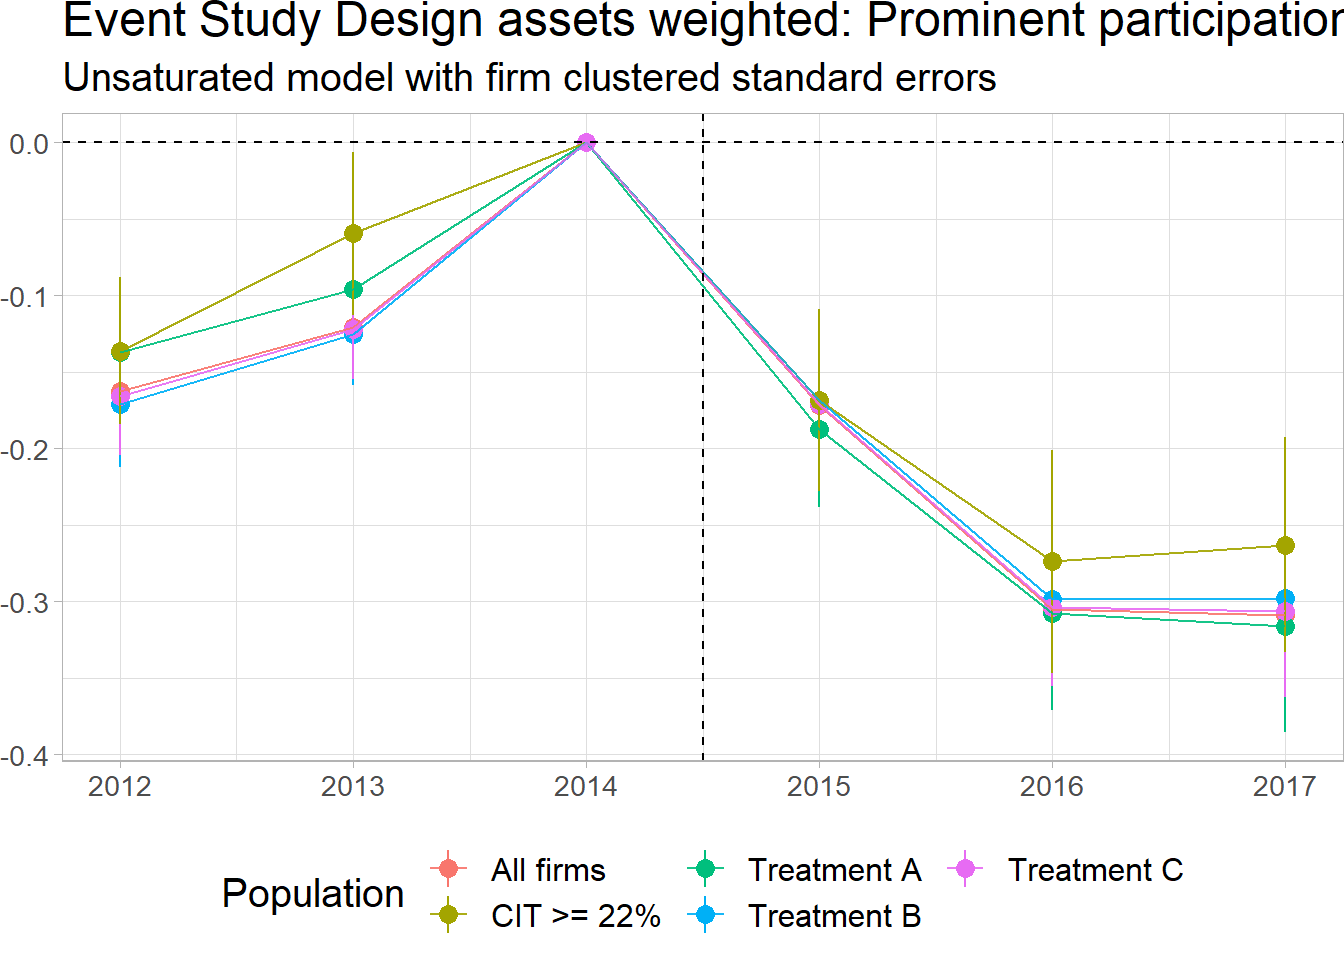 Event Study Design assets weighted: Prominent participation
Unsaturated model with firm clustered standard errors
0.0
-0.1
-0.2
-0.3
-0.4
2012 2013 2014 2015 2016 2017
Population
All firms
CIT >= 22%
Treatment A
Treatment B
Treatment C